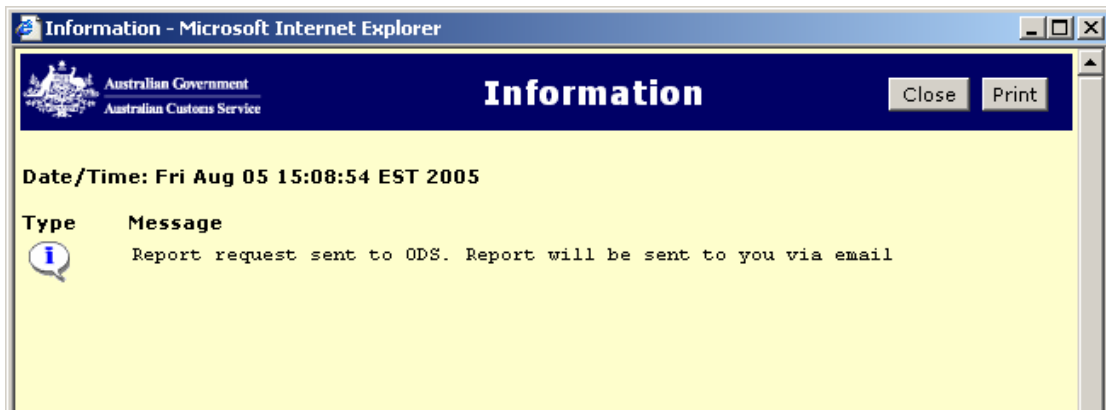 Information - Microsoft Internet Explorer
Australian Government
Australian Customs Service
Information
Close
Print
Date/Time: Fri Aug 05 15:08:54 EST 2005
Type Message
i Report request sent to ODS. Report will be sent to you via email